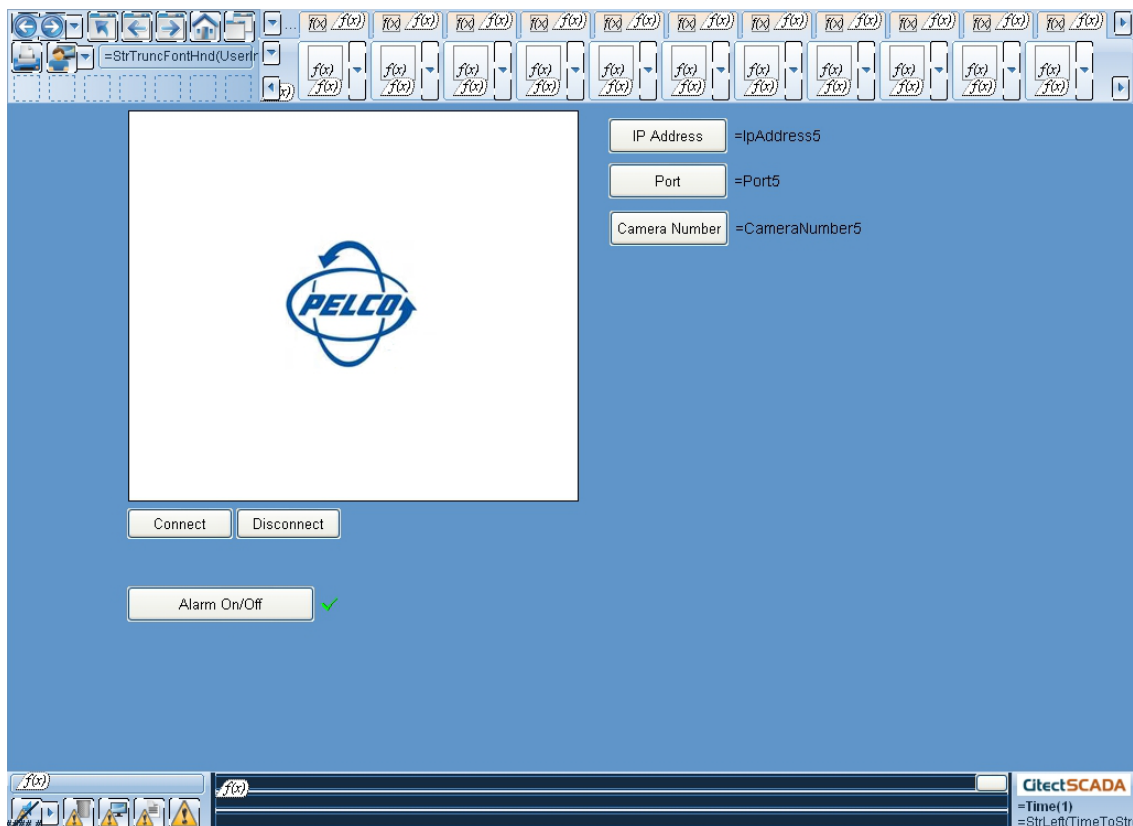 ... f(x) f(x) f(x) f(x) f(x) f(x) f(x) f(x) f(x) f(x) f(x) f(x) f(x) f(x) f(x) f(x) f(x) f(x) f(x) f(x) f(x) f(x)
=StrTruncFontHnd(UserIr
f(x) f(x) f(x) f(x) f(x) f(x) f(x) f(x) f(x) f(x) f(x)
x) f(x) f(x) f(x) f(x) f(x) f(x) f(x) f(x) f(x) f(x) f(x)
IP Address =IpAddress5
Port =Port5
Camera Number =CameraNumber5
PELCO
Connect Disconnect
Alarm On/Off
f(x)
f(x)
CitectSCADA
=Time(1)
=StrLeft(TimeToStr